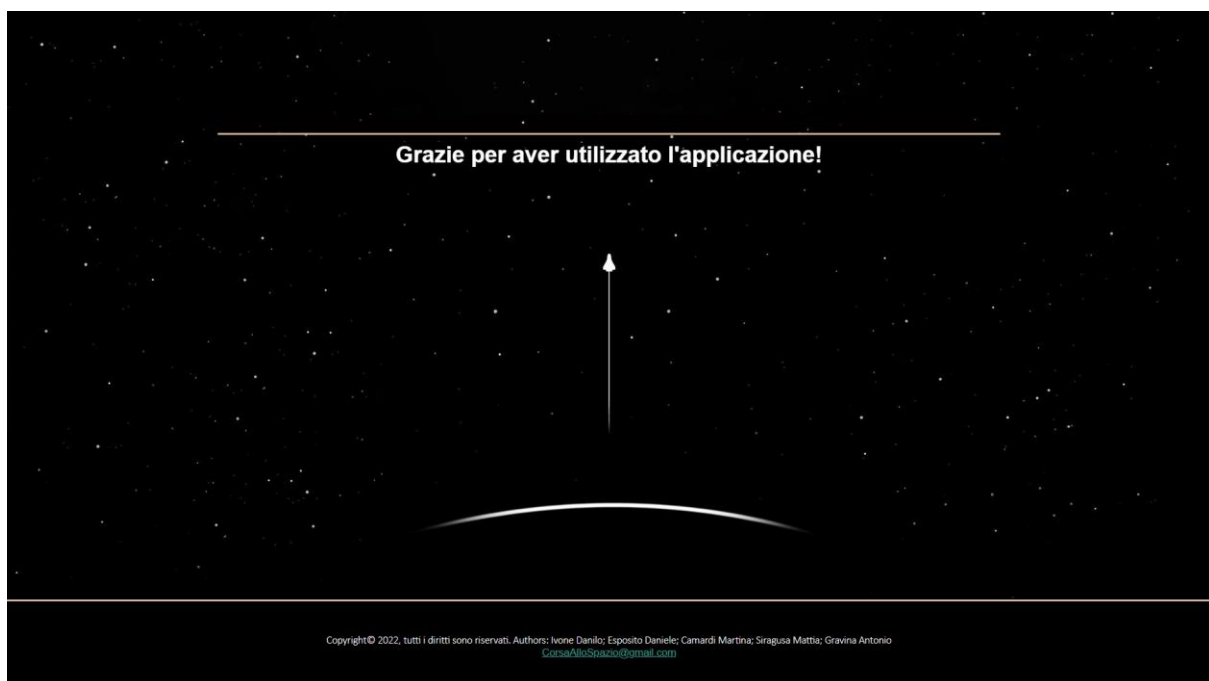 Grazie per aver utilizzato l'applicazione!
Copyright© 2022, tutti i diritti sono riservati. Authors: Ivone Danilo; Esposito Daniele; Camardi Martina; Siragusa Mattia; Gravina Antonio
CorsaAlloSpazio@gmail.com